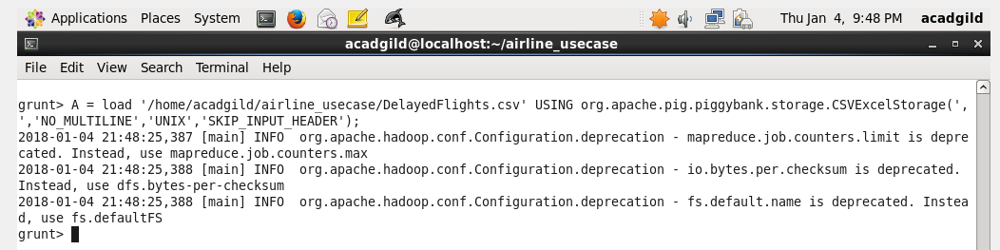 Applications Places System Thu Jan 4, 9:48 PM acadgild
acadgild@localhost:~/airline_usecase
File Edit View Search Terminal Help
grunt> A = load '/home/acadgild/airline_usecase/DelayedFlights.csv' USING org.apache.pig.piggybank.storage.CSVExcelStorage(',
','NO_MULTILINE','UNIX','SKIP_INPUT_HEADER');
2018-01-04 21:48:25,387 [main] INFO  org.apache.hadoop.conf.Configuration.deprecation - mapreduce.job.counters.limit is depre
cated. Instead, use mapreduce.job.counters.max
2018-01-04 21:48:25,388 [main] INFO  org.apache.hadoop.conf.Configuration.deprecation - io.bytes.per.checksum is deprecated.
Instead, use dfs.bytes-per-checksum
2018-01-04 21:48:25,388 [main] INFO  org.apache.hadoop.conf.Configuration.deprecation - fs.default.name is deprecated. Instea
d, use fs.defaultFS
grunt>